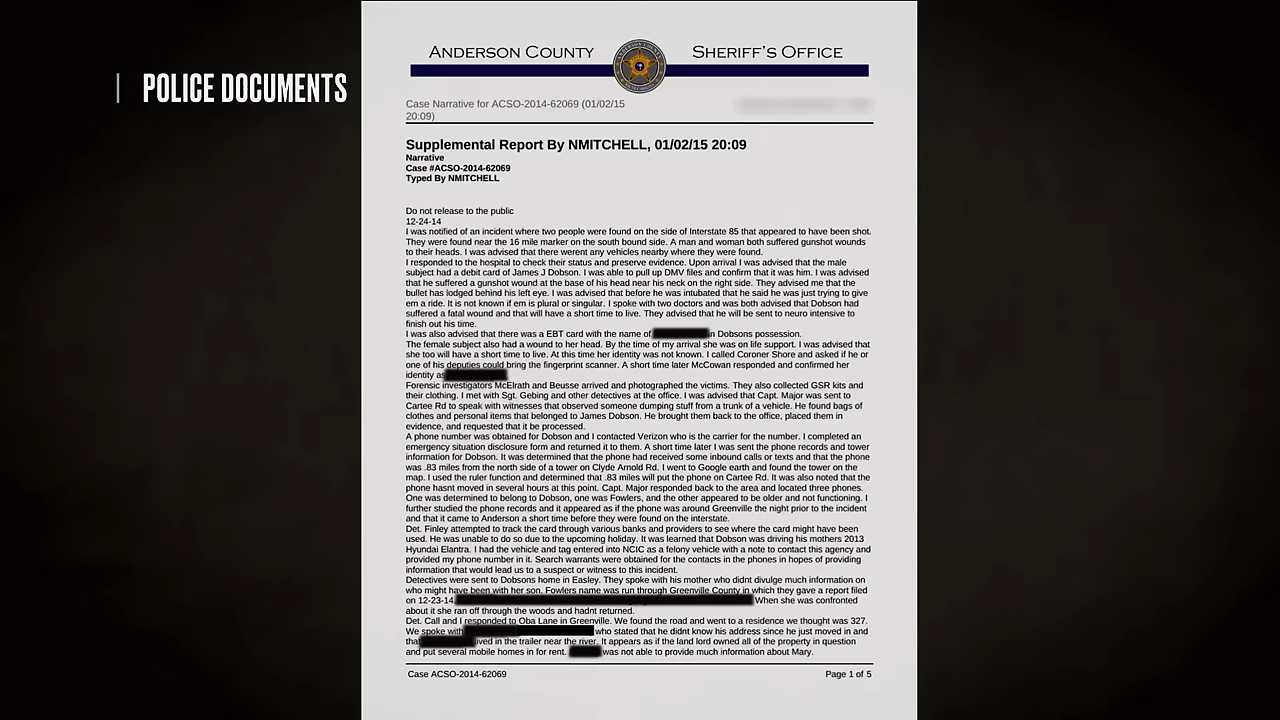 POLICE DOCUMENTS
ANDERSON COUNTY SHERIFF'S OFFICE
Case Narrative for ACSO-2014-62069 (01/02/15
20:09)
Supplemental Report By NMITCHELL, 01/02/15 20:09
Narrative
Case #ACSO-2014-62069
Typed By NMITCHELL
Do not release to the public
12-24-14
I was notified of an incident where two people were found on the side of Interstate 85 that appeared to have been shot.
They were found near the 16 mile marker on the south bound side. A man and woman both suffered gunshot wounds
to their heads. I was advised that there werent any vehicles nearby where they were found.
I responded to the hospital to check their status and preserve evidence. Upon arrival I was advised that the male
subject had a debit card of James J Dobson. I was able to pull up DMV files and confirm that it was him. I was advised
that he suffered a gunshot wound at the base of his head near his neck on the right side. They advised me that the
bullet has lodged behind his left eye. I was advised that before he was intubated that he said he was just trying to give
em a ride. It is not known if em is plural or singular. I spoke with two doctors and was both advised that Dobson had
suffered a fatal wound and that will have a short time to live. They advised that he will be sent to neuro intensive to
finish out his time.
I was also advised that there was a EBT card with the name of in Dobsons possession.
The female subject also had a wound to her head. By the time of my arrival she was on life support. I was advised that
she too will have a short time to live. At this time her identity was not known. I called Coroner Shore and asked if he or
one of his deputies could bring the fingerprint scanner. A short time later McCowan responded and confirmed her
identity as
Forensic investigators McElrath and Beusse arrived and photographed the victims. They also collected GSR kits and
their clothing. I met with Sgt. Gebing and other detectives at the office. I was advised that Capt. Major was sent to
Cartee Rd to speak with witnesses that observed someone dumping stuff from a trunk of a vehicle. He found bags of
clothes and personal items that belonged to James Dobson. He brought them back to the office, placed them in
evidence, and requested that it be processed.
A phone number was obtained for Dobson and I contacted Verizon who is the carrier for the number. I completed an
emergency situation disclosure form and returned it to them. A short time later I was sent the phone records and tower
information for Dobson. It was determined that the phone had received some inbound calls or texts and that the phone
was .83 miles from the north side of a tower on Clyde Arnold Rd. I went to Google earth and found the tower on the
map. I used the ruler function and determined that .83 miles will put the phone on Cartee Rd. It was also noted that the
phone hasnt moved in several hours at this point. Capt. Major responded back to the area and located three phones.
One was determined to belong to Dobson, one was Fowlers, and the other appeared to be older and not functioning. I
further studied the phone records and it appeared as if the phone was around Greenville the night prior to the incident
and that it came to Anderson a short time before they were found on the interstate.
Det. Finley attempted to track the card through various banks and providers to see where the card might have been
used. He was unable to do so due to the upcoming holiday. It was learned that Dobson was driving his mothers 2013
Hyundai Elantra. I had the vehicle and tag entered into NCIC as a felony vehicle with a note to contact this agency and
provided my phone number in it. Search warrants were obtained for the contacts in the phones in hopes of providing
information that would lead us to a suspect or witness to this incident.
Detectives were sent to Dobsons home in Easley. They spoke with his mother who didnt divulge much information on
who might have been with her son. Fowlers name was run through Greenville County in which they gave a report filed
on 12-23-14. When she was confronted
about it she ran off through the woods and hadnt returned.
Det. Call and I responded to Oba Lane in Greenville. We found the road and went to a residence we thought was 327.
We spoke with who stated that he didnt know his address since he just moved in and
that ived in the trailer near the river. It appears as if the land lord owned all of the property in question
and put several mobile homes in for rent. was not able to provide much information about Mary.
Case ACSO-2014-62069 Page 1 of 5